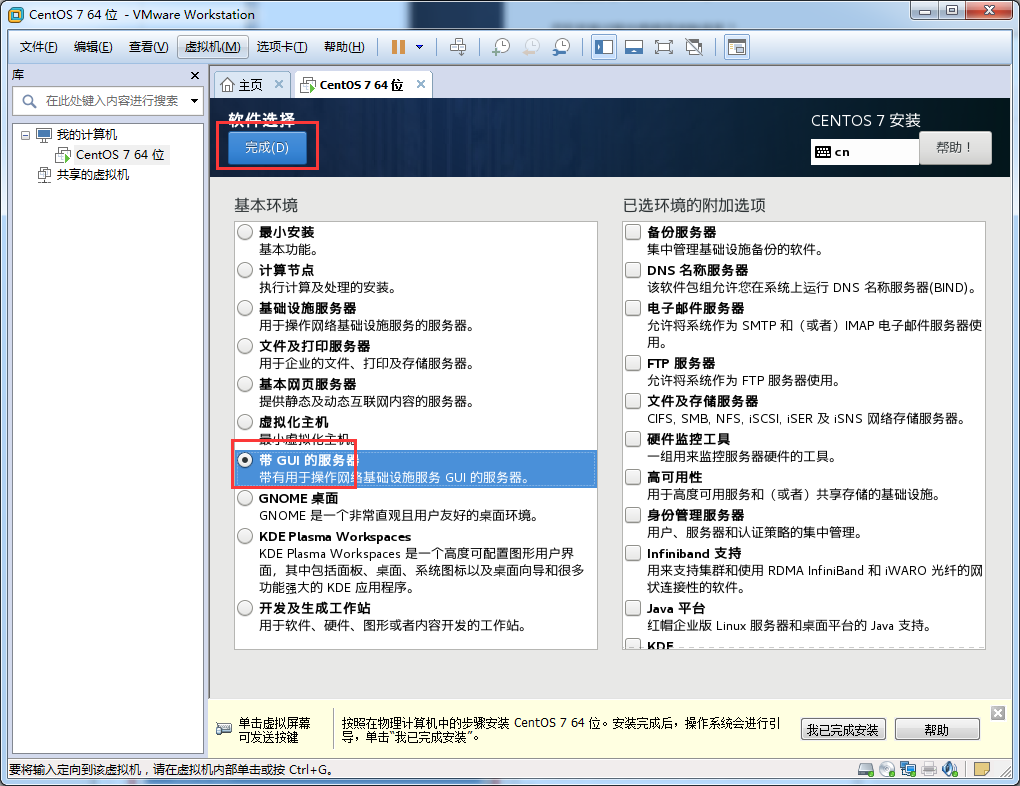 CentOS 7 64 位 - VMware Workstation
文件(F) 编辑(E) 查看(V) 虚拟机(M) 选项卡(T) 帮助(H)
库
在此处键入内容进行搜索
我的计算机
CentOS 7 64 位
共享的虚拟机
主页
CentOS 7 64 位
软件选择
完成(D)
CENTOS 7 安装
cn
帮助！
基本环境
最小安装
基本功能。
计算节点
执行计算及处理的安装。
基础设施服务器
用于操作网络基础设施服务的服务器。
文件及打印服务器
用于企业的文件、打印及存储服务器。
基本网页服务器
提供静态及动态互联网内容的服务器。
虚拟化主机
最小虚拟化主机。
带 GUI 的服务器
带有用于操作网络基础设施服务 GUI 的服务器。
GNOME 桌面
GNOME 是一个非常直观且用户友好的桌面环境。
KDE Plasma Workspaces
KDE Plasma Workspaces 是一个高度可配置图形用户界
面，其中包括面板、桌面、系统图标以及桌面向导和很多
功能强大的 KDE 应用程序。
开发及生成工作站
用于软件、硬件、图形或者内容开发的工作站。
已选环境的附加选项
备份服务器
集中管理基础设施备份的软件。
DNS 名称服务器
该软件包组允许您在系统上运行 DNS 名称服务器(BIND)。
电子邮件服务器
允许将系统作为 SMTP 和（或者）IMAP 电子邮件服务器使
用。
FTP 服务器
允许将系统作为 FTP 服务器使用。
文件及存储服务器
CIFS, SMB, NFS, iSCSI, iSER 及 iSNS 网络存储服务器。
硬件监控工具
一组用来监控服务器硬件的工具。
高可用性
用于高度可用服务和（或者）共享存储的基础设施。
身份管理服务器
用户、服务器和认证策略的集中管理。
Infiniband 支持
用来支持集群和使用 RDMA InfiniBand 和 iWARO 光纤的网
状连接性的软件。
Java 平台
红帽企业版 Linux 服务器和桌面平台的 Java 支持。
KDE
单击虚拟屏幕
可发送按键
按照在物理计算机中的步骤安装 CentOS 7 64 位。安装完成后，操作系统会进行引
导，单击“我已完成安装”。
我已完成安装
帮助
要将输入定向到该虚拟机，请在虚拟机内部单击或按 Ctrl+G。